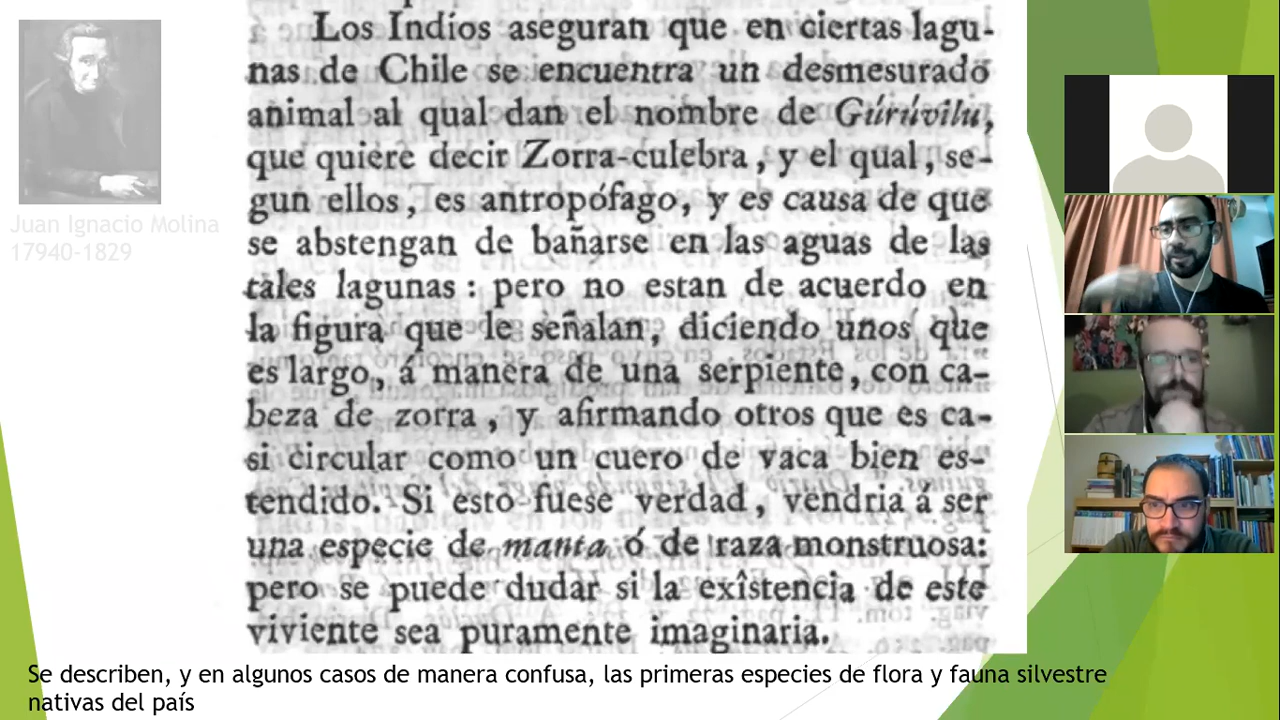 Los Indíos aseguran que en ciertas lagu-
nas de Chile se encuentra un desmesurado
animal al qual dan el nombre de Gúrúvilu,
que quiere decir Zorra-culebra, y el qual, se-
gun ellos, es antropófago, y es causa de que
se abstengan de bañarse en las aguas de las
tales lagunas: pero no estan de acuerdo en
la figura que le señalan, diciendo unos que
es largo, á manera de una serpiente, con ca-
beza de zorra, y afirmando otros que es ca-
si circular como un cuero de vaca bien es-
tendido. Si esto fuese verdad, vendria á ser
una especie de manta ó de raza monstruosa:
pero se puede dudar si la exîstencia de este
viviente sea puramente imaginaria.
Juan Ignacio Molina
17940-1829
Se describen, y en algunos casos de manera confusa, las primeras especies de flora y fauna silvestre
nativas del país